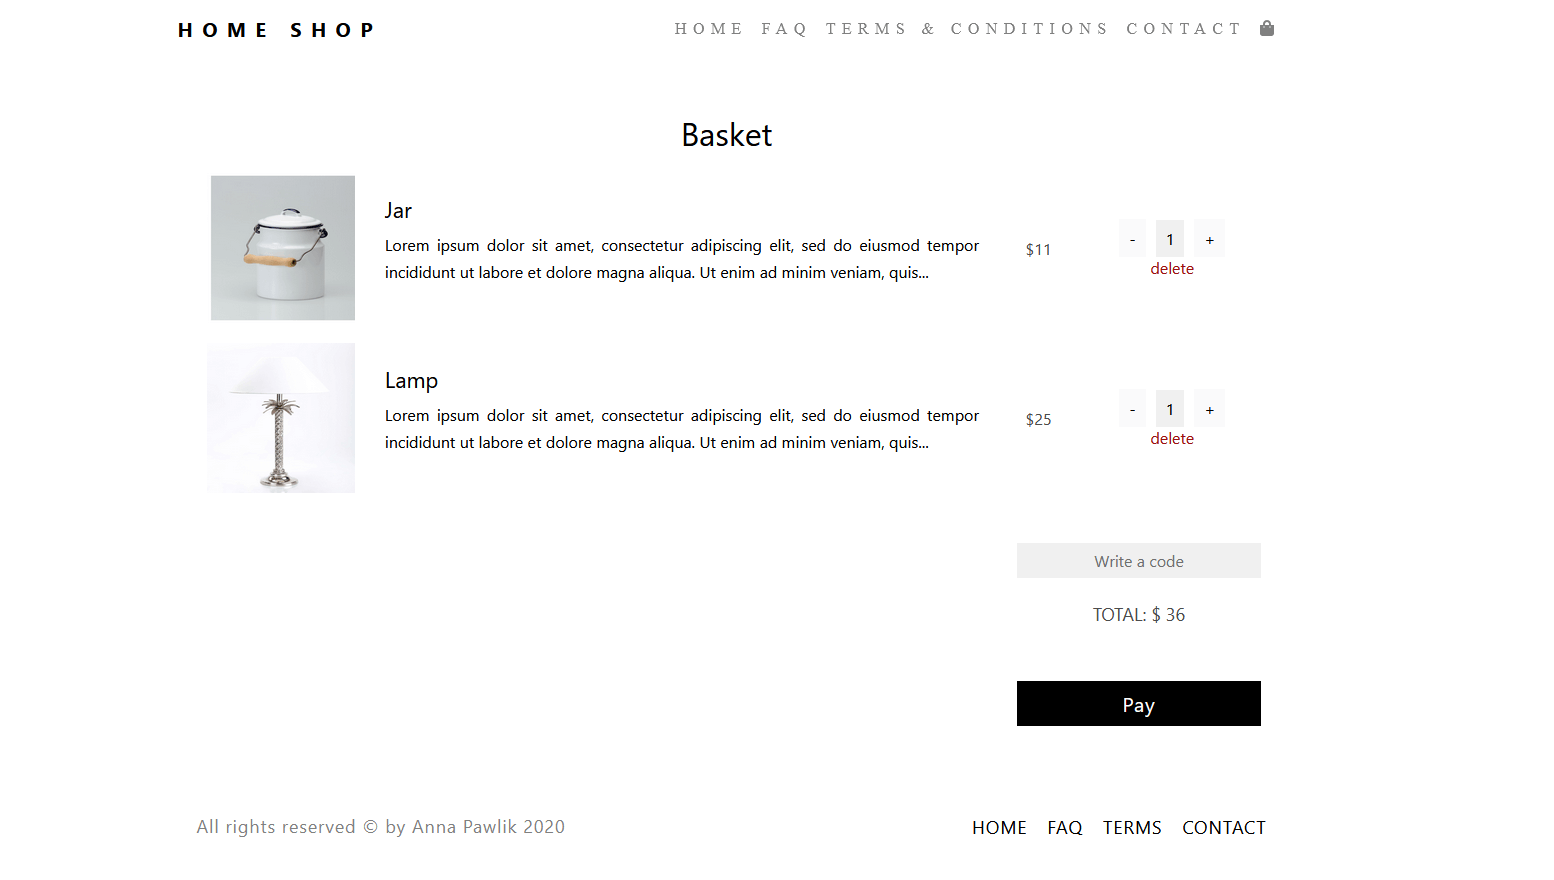 HOME SHOP
HOME FAQ TERMS & CONDITIONS CONTACT
Basket
Jar
Lorem ipsum dolor sit amet, consectetur adipiscing elit, sed do eiusmod tempor
incididunt ut labore et dolore magna aliqua. Ut enim ad minim veniam, quis...
$11
- 1 +
delete
Lamp
Lorem ipsum dolor sit amet, consectetur adipiscing elit, sed do eiusmod tempor
incididunt ut labore et dolore magna aliqua. Ut enim ad minim veniam, quis...
$25
- 1 +
delete
Write a code
TOTAL: $ 36
Pay
All rights reserved © by Anna Pawlik 2020
HOME FAQ TERMS CONTACT